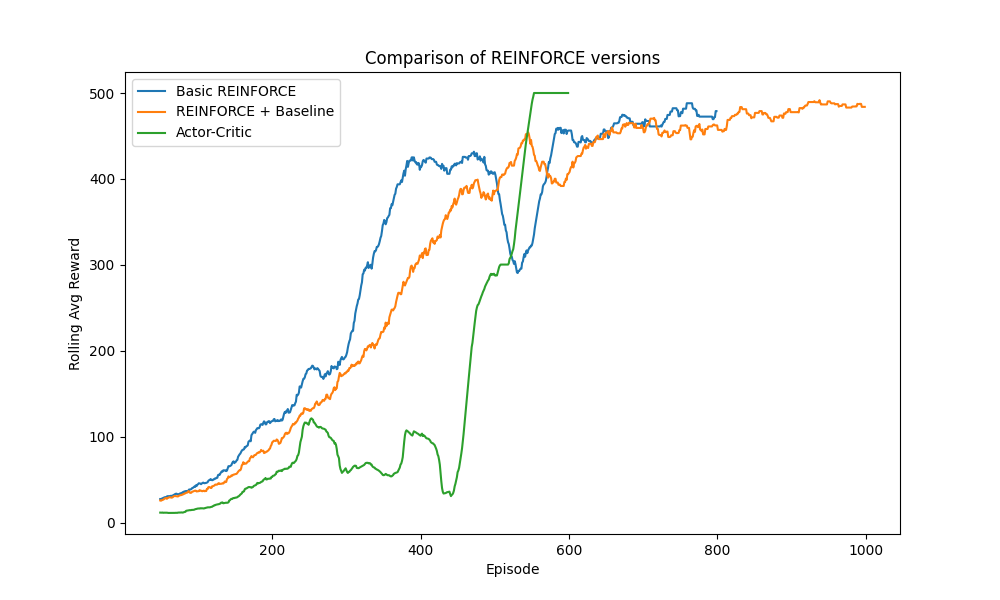 Comparison of REINFORCE versions
Basic REINFORCE
REINFORCE + Baseline
Actor-Critic
Rolling Avg Reward
500
400
300
200
100
0
200 400 600 800 1000
Episode